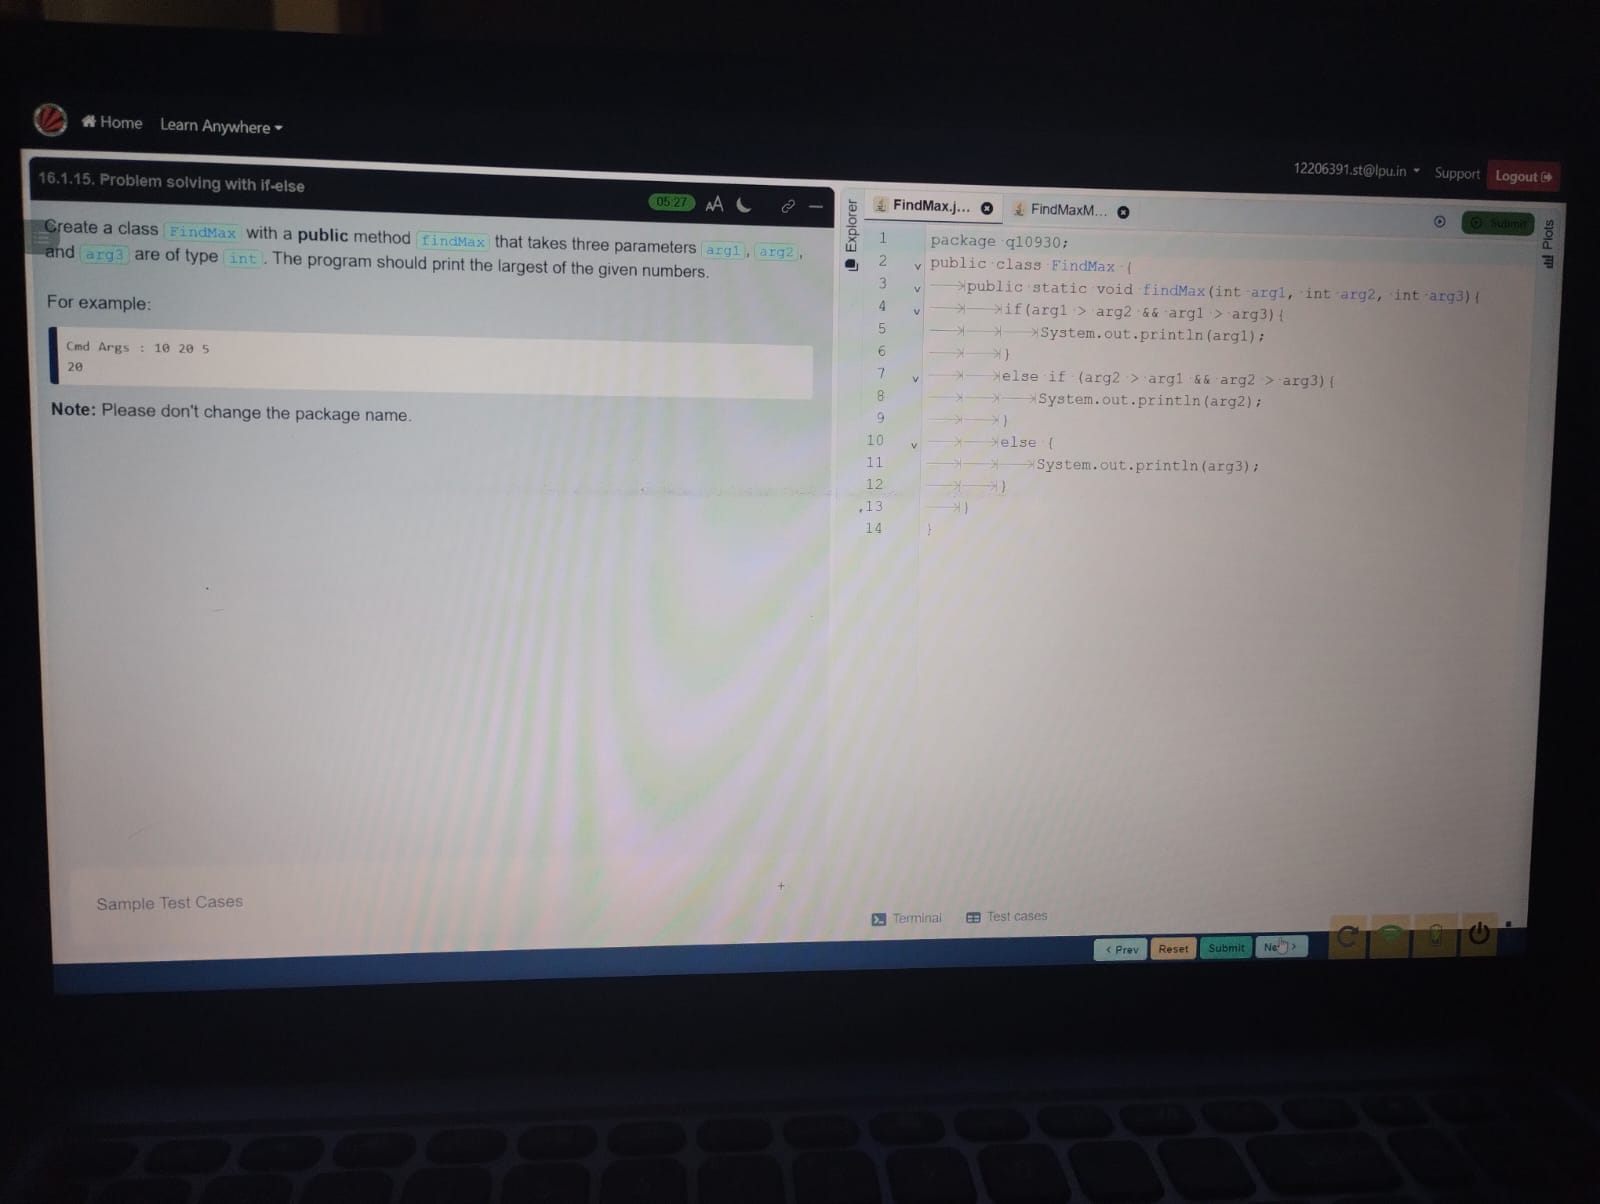 Home Learn Anywhere
12206391.st@lpu.in Support Logout
16.1.15. Problem solving with if-else
05:27 AA
Create a class FindMax with a public method findMax that takes three parameters arg1, arg2,
and arg3 are of type int. The program should print the largest of the given numbers.
For example:
Cmd Args : 10 20 5
20
Note: Please don't change the package name.
Sample Test Cases
Explorer
FindMax.j... FindMaxM...
Submit
Plots
1 package q10930;
2 public class FindMax {
3 public static void findMax(int arg1, int arg2, int arg3){
4 if(arg1 > arg2 && arg1 > arg3){
5 System.out.println(arg1);
6 }
7 else if (arg2 > arg1 && arg2 > arg3){
8 System.out.println(arg2);
9 }
10 else {
11 System.out.println(arg3);
12 }
13 }
14 }
Terminal Test cases
< Prev Reset Submit >